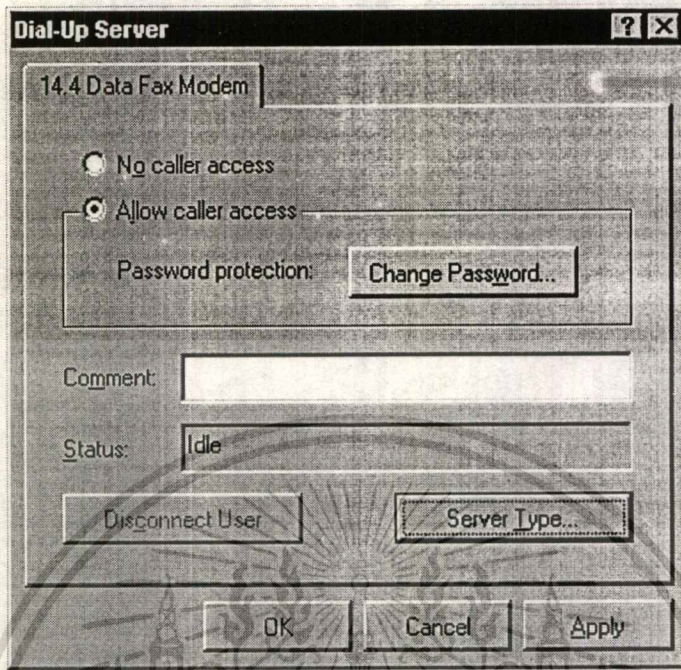 Dial-Up Server
14.4 Data Fax Modem
No caller access
Allow caller access
Password protection: Change Password...
Comment:
Status: Idle
Disconnect User Server Type...
OK Cancel Apply